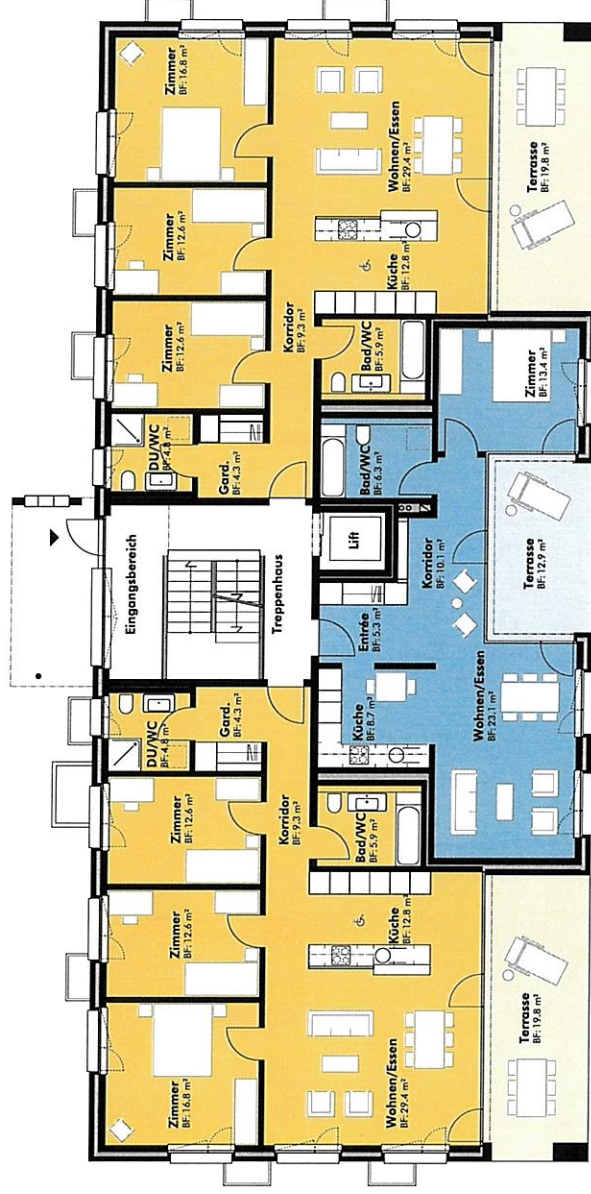 Eingangsbereich
DU/WC
BF: 4.8 m²
DU/WC
BF: 4.8 m²
Zimmer
BF: 16.8 m²
Zimmer
BF: 12.6 m²
Zimmer
BF: 12.6 m²
Zimmer
BF: 12.6 m²
Zimmer
BF: 12.6 m²
Zimmer
BF: 16.8 m²
Gard.
BF: 4.3 m²
Gard.
BF: 4.3 m²
Treppenhaus
Korridor
BF: 9.3 m²
Korridor
BF: 9.3 m²
Lift
Küche
BF: 8.7 m²
Entrée
BF: 5.3 m²
Bad/WC
BF: 5.9 m²
Bad/WC
BF: 6.3 m²
Bad/WC
BF: 5.9 m²
Wohnen/Essen
BF: 29.4 m²
Küche
BF: 12.8 m²
Küche
BF: 12.8 m²
Wohnen/Essen
BF: 29.4 m²
Korridor
BF: 10.1 m²
Wohnen/Essen
BF: 23.1 m²
Terrasse
BF: 12.9 m²
Zimmer
BF: 13.4 m²
Terrasse
BF: 19.8 m²
Terrasse
BF: 19.8 m²